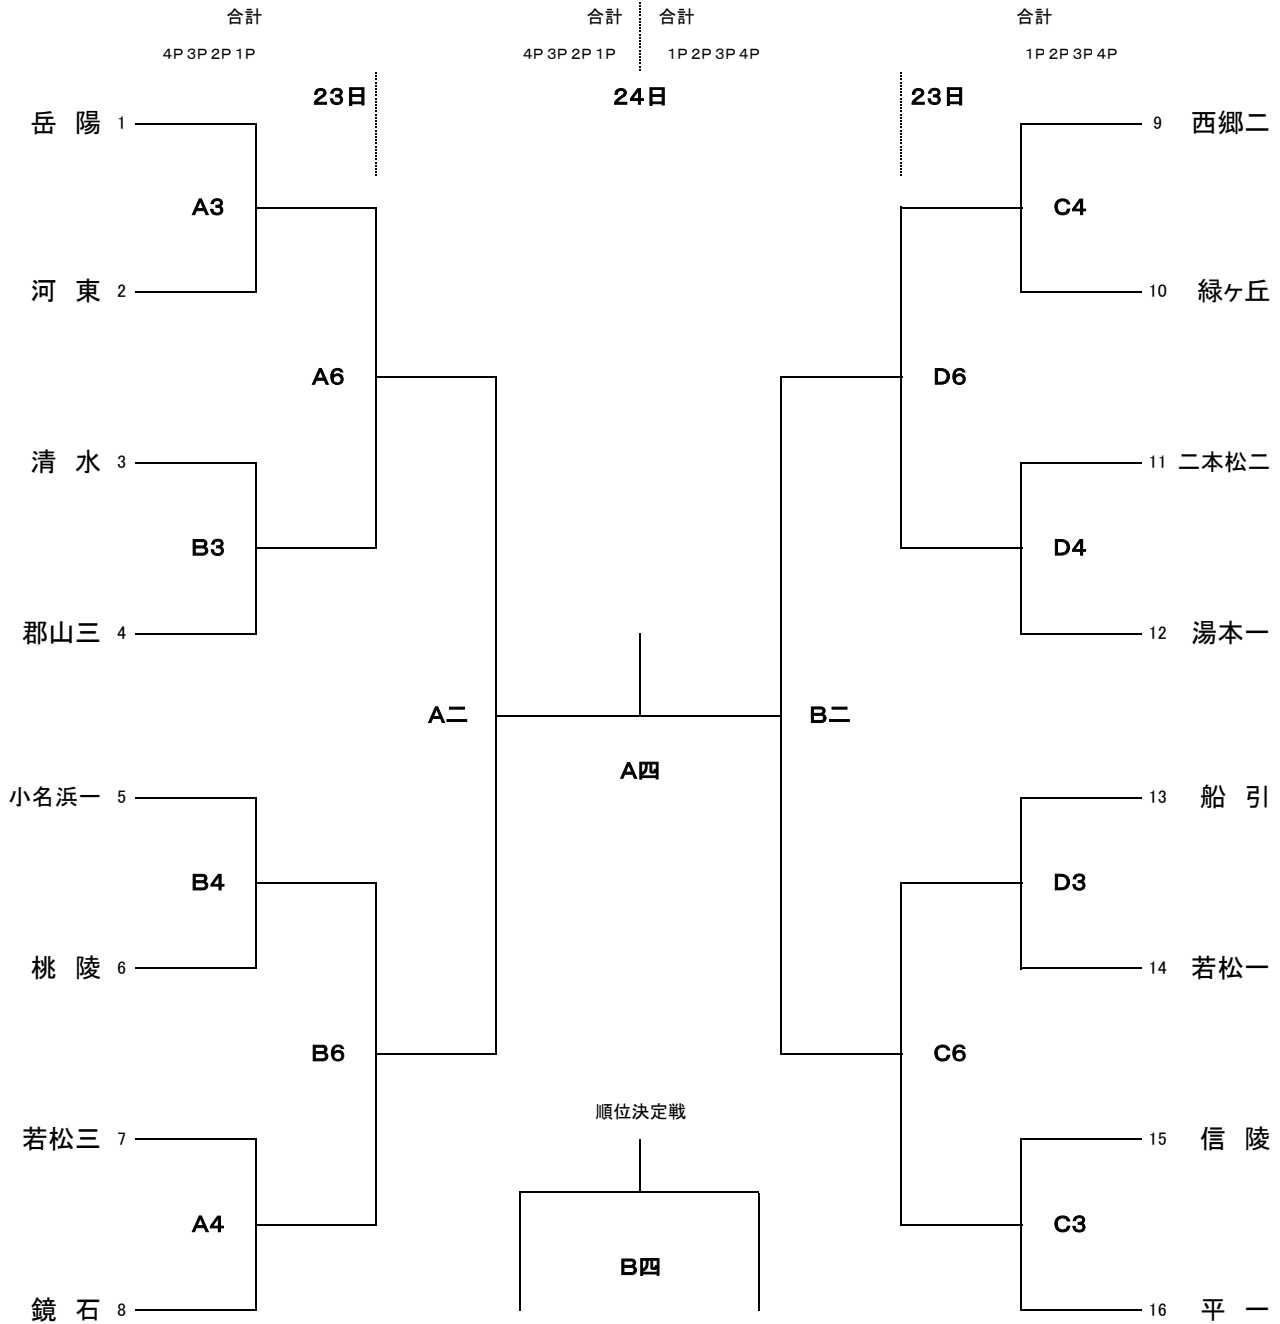 合計 合計 合計 合計
4P 3P 2P 1P 4P 3P 2P 1P 1P 2P 3P 4P 1P 2P 3P 4P
23日 24日 23日
岳 陽 1 9 西郷二
A3 C4
河 東 2 10 緑ヶ丘
A6 D6
清 水 3 11 二本松二
B3 D4
郡山三 4 12 湯本一
A二 B二
A四
小名浜一 5 13 船 引
B4 D3
桃 陵 6 14 若松一
B6 C6
順位決定戦
若松三 7 15 信 陵
A4 C3
B四
鏡 石 8 16 平 一